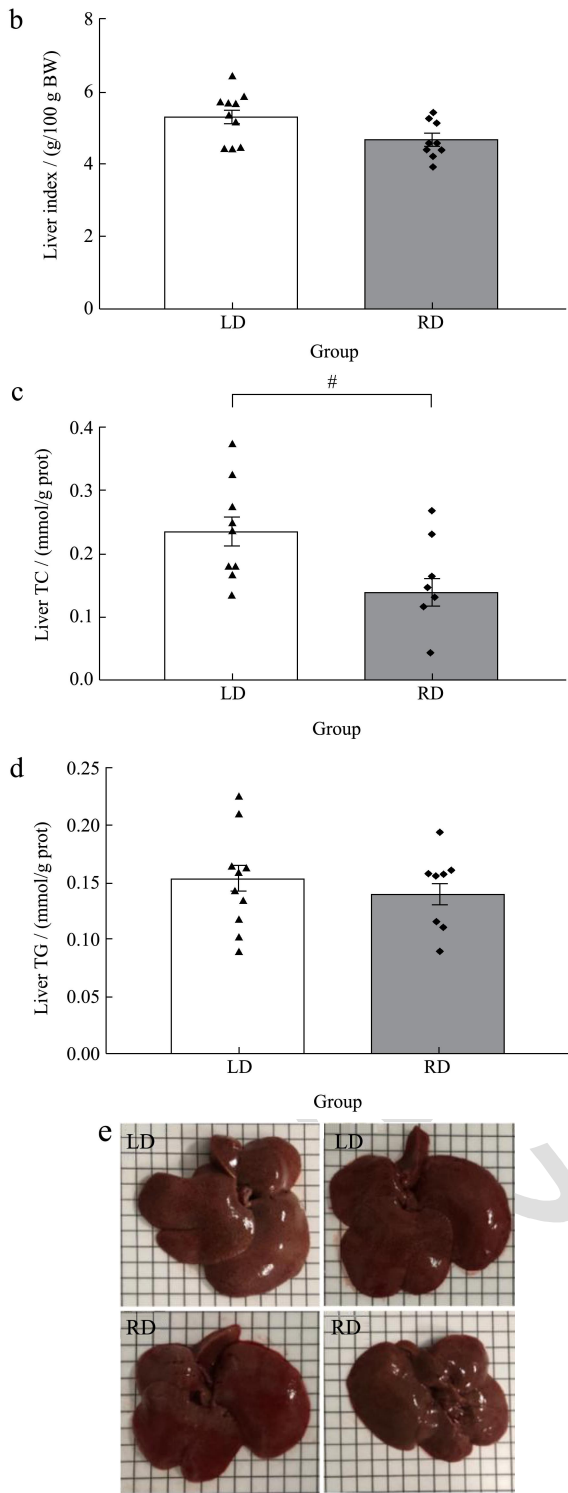 b
Liver index / (g/100 g BW)
8
6
4
2
0
LD RD
Group
c
#
Liver TC / (mmol/g prot)
0.4
0.3
0.2
0.1
0.0
LD RD
Group
d
Liver TG / (mmol/g prot)
0.25
0.20
0.15
0.10
0.05
0.00
LD RD
Group
e
LD LD
RD RD